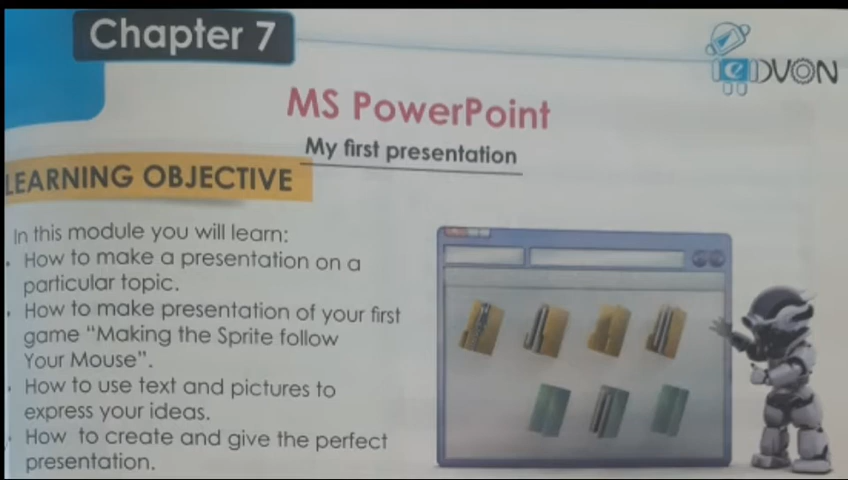 Chapter 7
eDVON
MS PowerPoint
My first presentation
LEARNING OBJECTIVE
In this module you will learn:
. How to make a presentation on a
particular topic.
. How to make presentation of your first
game “Making the Sprite follow
Your Mouse”.
. How to use text and pictures to
express your ideas.
. How to create and give the perfect
presentation.